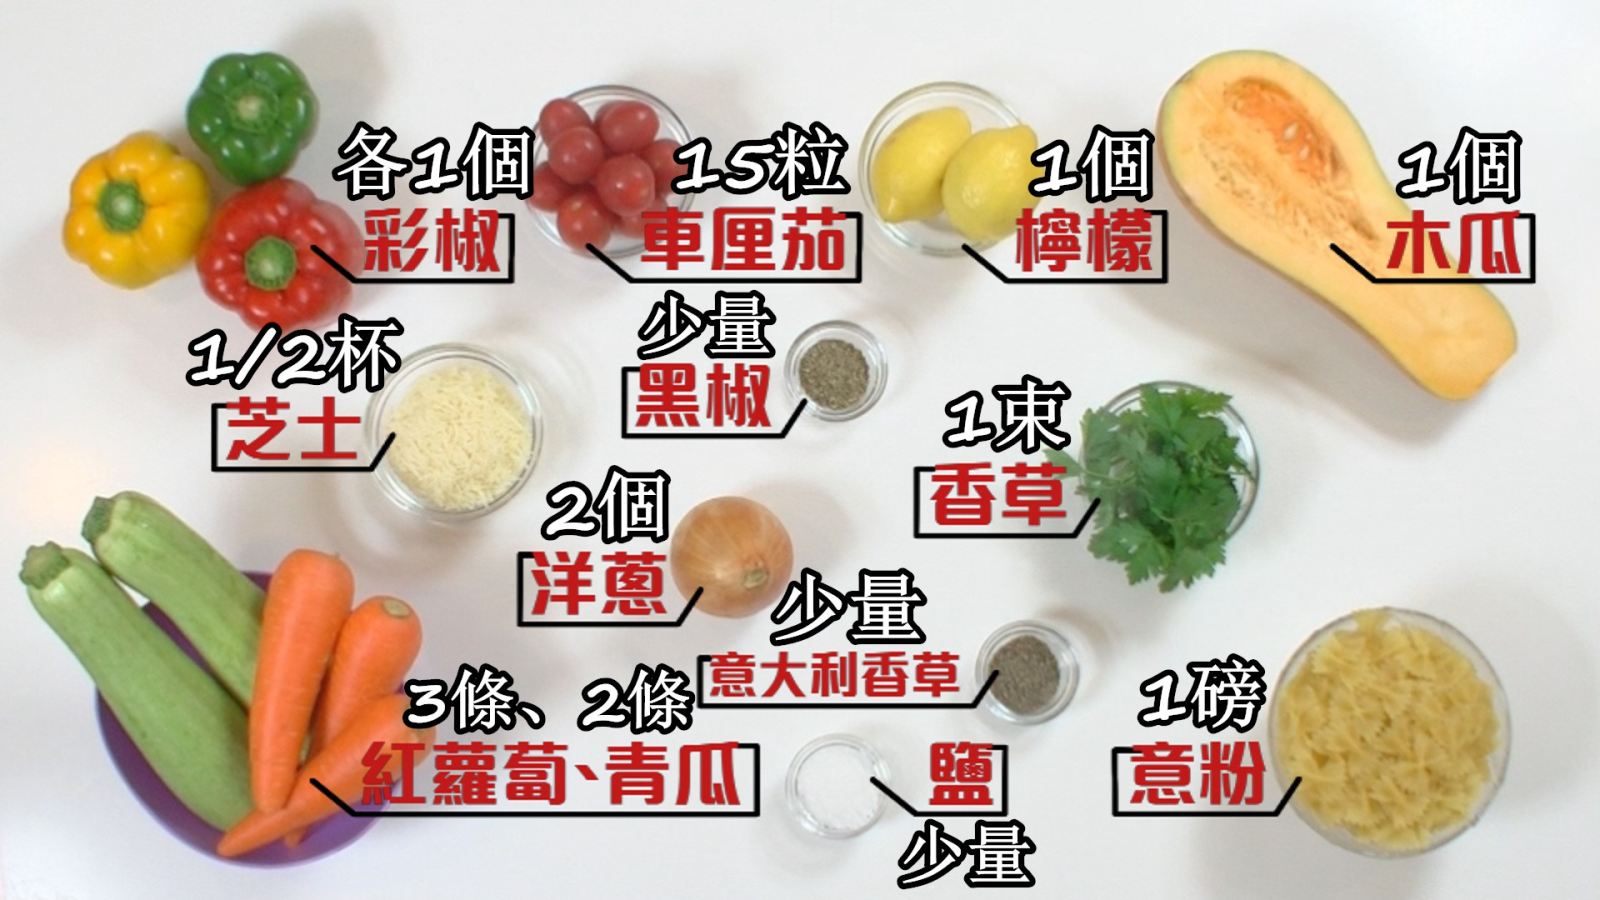 各1個
彩椒
15粒
車厘茄
1個
檸檬
1個
木瓜
1/2杯
芝士
少量
黑椒
1束
香草
2個
洋蔥
少量
意大利香草
3條、2條
紅蘿蔔、青瓜
鹽
少量
1磅
意粉